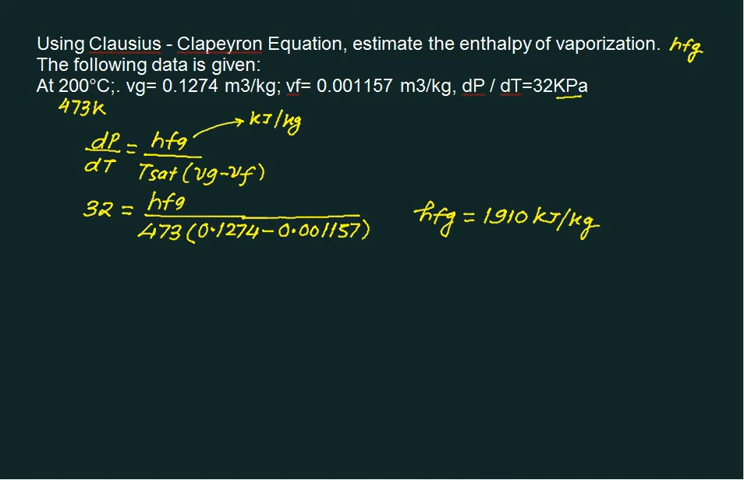 Using Clausius - Clapeyron Equation, estimate the enthalpy of vaporization. hfg
The following data is given:
At 200°C;. vg= 0.1274 m3/kg; vf= 0.001157 m3/kg, dP / dT=32KPa
473K
dP/dT = hfg/Tsat(vg-vf) → kJ/kg
32 = hfg/473(0.1274-0.001157) hfg = 1910 kJ/kg